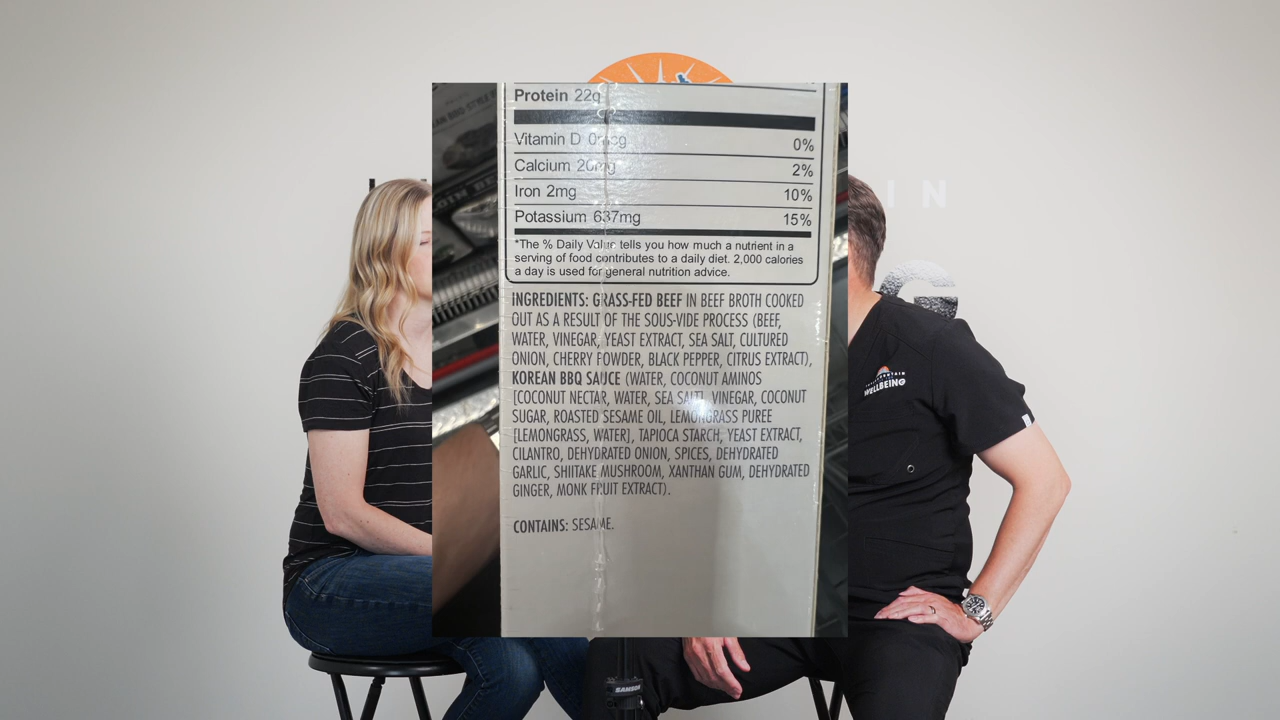 Protein 22g
Vitamin D 0mcg 0%
Calcium 20mg 2%
Iron 2mg 10%
Potassium 637mg 15%
*The % Daily Value tells you how much a nutrient in a
serving of food contributes to a daily diet. 2,000 calories
a day is used for general nutrition advice.
INGREDIENTS: GRASS-FED BEEF IN BEEF BROTH COOKED
OUT AS A RESULT OF THE SOUS-VIDE PROCESS (BEEF,
WATER, VINEGAR, YEAST EXTRACT, SEA SALT, CULTURED
ONION, CHERRY POWDER, BLACK PEPPER, CITRUS EXTRACT),
KOREAN BBQ SAUCE (WATER, COCONUT AMINOS
[COCONUT NECTAR, WATER, SEA SALT], VINEGAR, COCONUT
SUGAR, ROASTED SESAME OIL, LEMONGRASS PUREE
[LEMONGRASS, WATER], TAPIOCA STARCH, YEAST EXTRACT,
CILANTRO, DEHYDRATED ONION, SPICES, DEHYDRATED
GARLIC, SHIITAKE MUSHROOM, XANTHAN GUM, DEHYDRATED
GINGER, MONK FRUIT EXTRACT).
CONTAINS: SESAME.
IN
G
WELLBEING
SAMSON